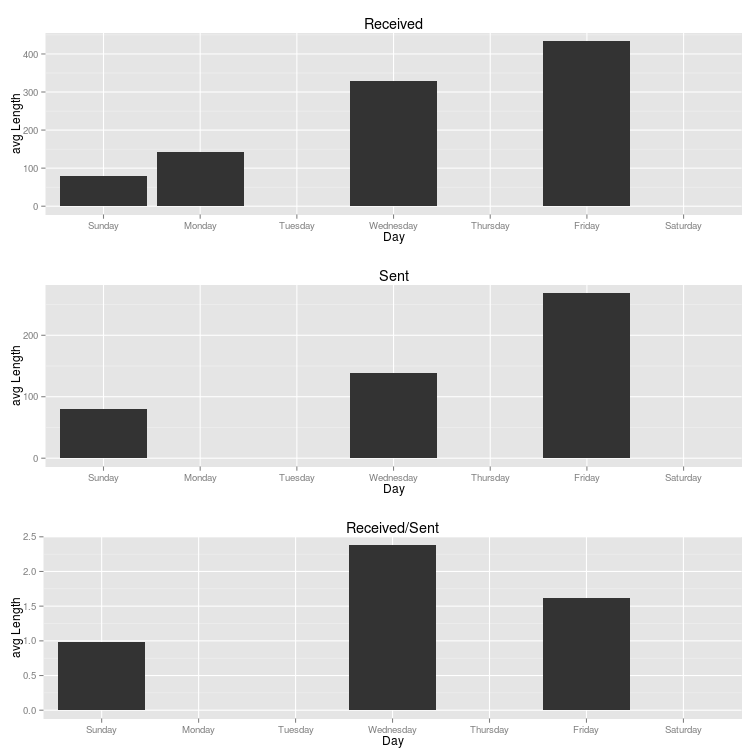 Received
avg Length
400
300
200
100
0
Sunday Monday Tuesday Wednesday Thursday Friday Saturday
Day
Sent
avg Length
200
100
0
Sunday Monday Tuesday Wednesday Thursday Friday Saturday
Day
Received/Sent
avg Length
2.5
2.0
1.5
1.0
0.5
0.0
Sunday Monday Tuesday Wednesday Thursday Friday Saturday
Day